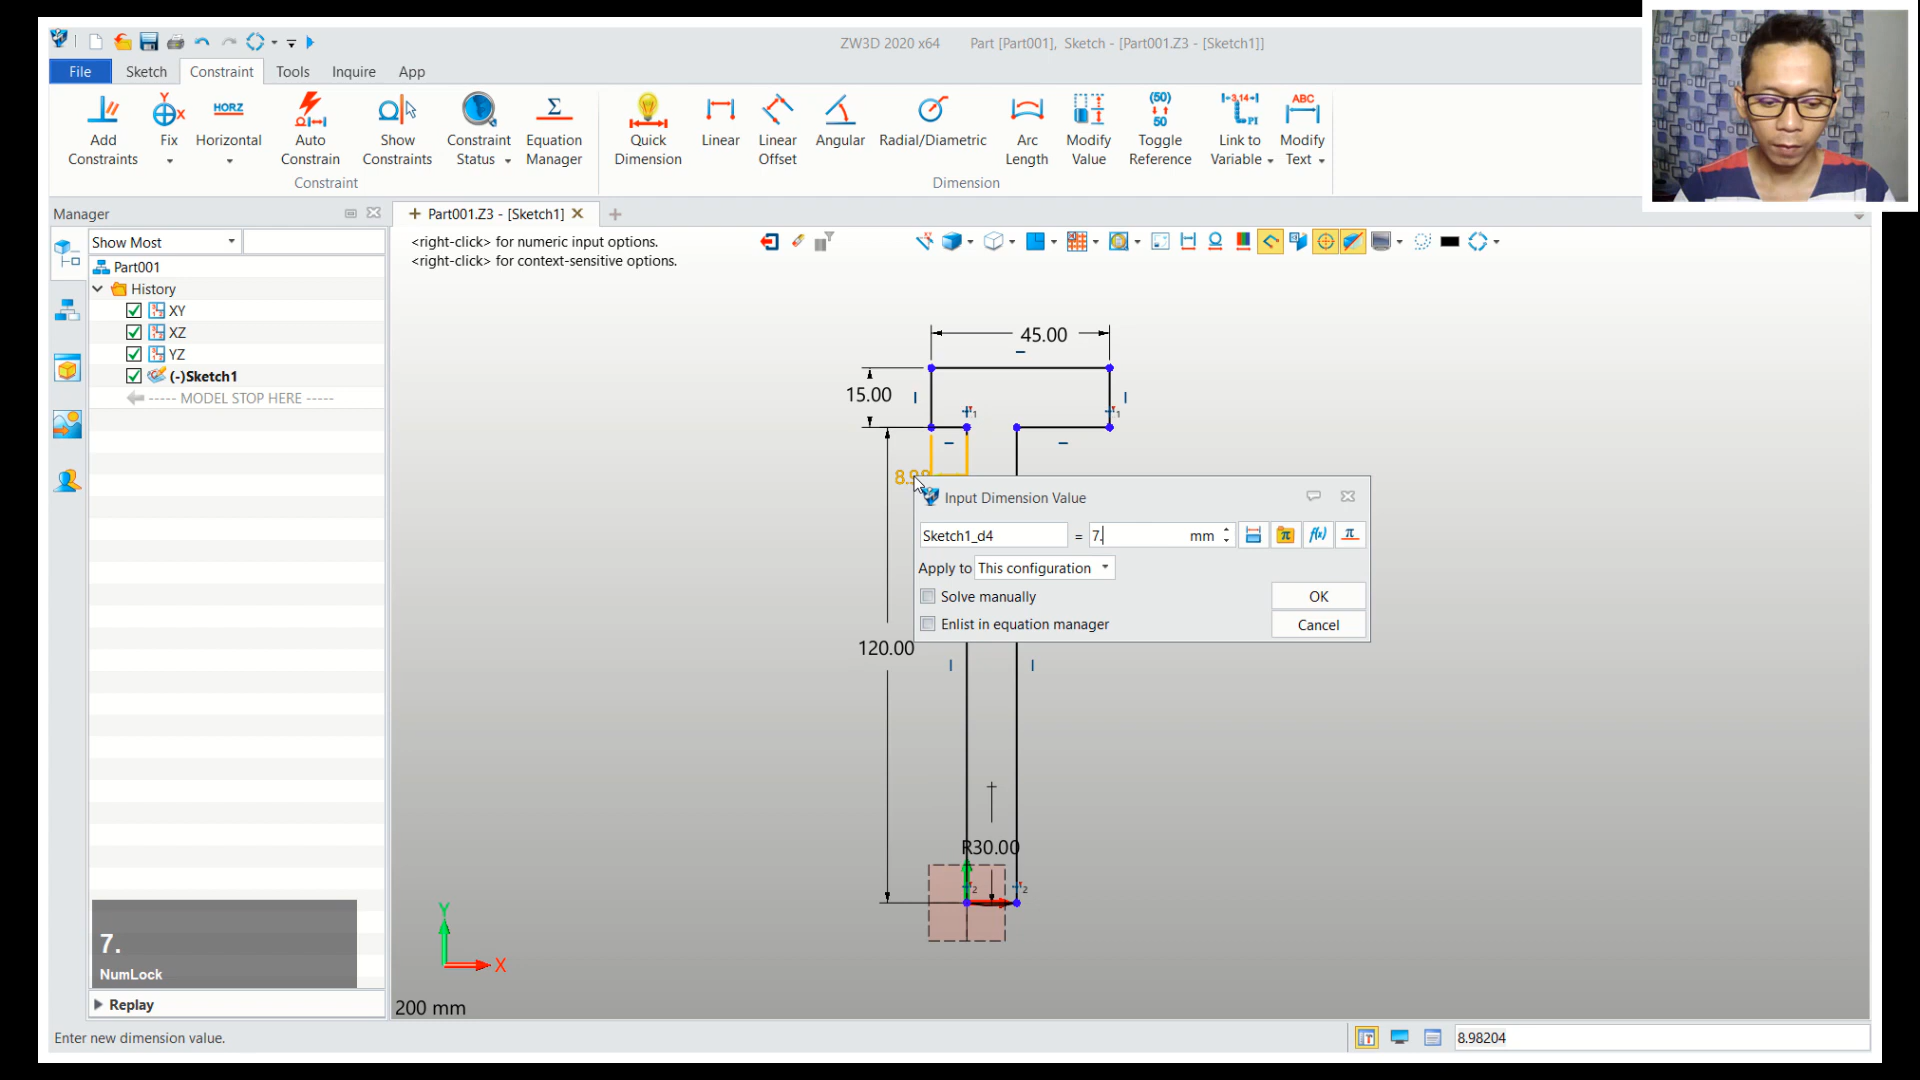 ZW3D 2020 x64 Part [Part001], Sketch - [Part001.Z3 - [Sketch1]]
File Sketch Constraint Tools Inquire App
Add Constraints
Fix
HORZ
Horizontal
Auto Constrain
Show Constraints
Constraint Status
Equation Manager
Quick Dimension
Linear
Linear Offset
Angular
Radial/Diametric
Arc Length
Modify Value
(50)
50
Toggle Reference
Link to Variable
ABC
Modify Text
Constraint
Dimension
Manager
Part001.Z3 - [Sketch1]
Show Most
<right-click> for numeric input options.
<right-click> for context-sensitive options.
Part001
History
XY
XZ
YZ
(-)Sketch1
----- MODEL STOP HERE -----
45.00
15.00
Input Dimension Value
Sketch1_d4 = 7. mm
Apply to This configuration
Solve manually
OK
Enlist in equation manager
Cancel
120.00
R30.00
Y
X
7.
NumLock
Replay
200 mm
Enter new dimension value.
8.98204